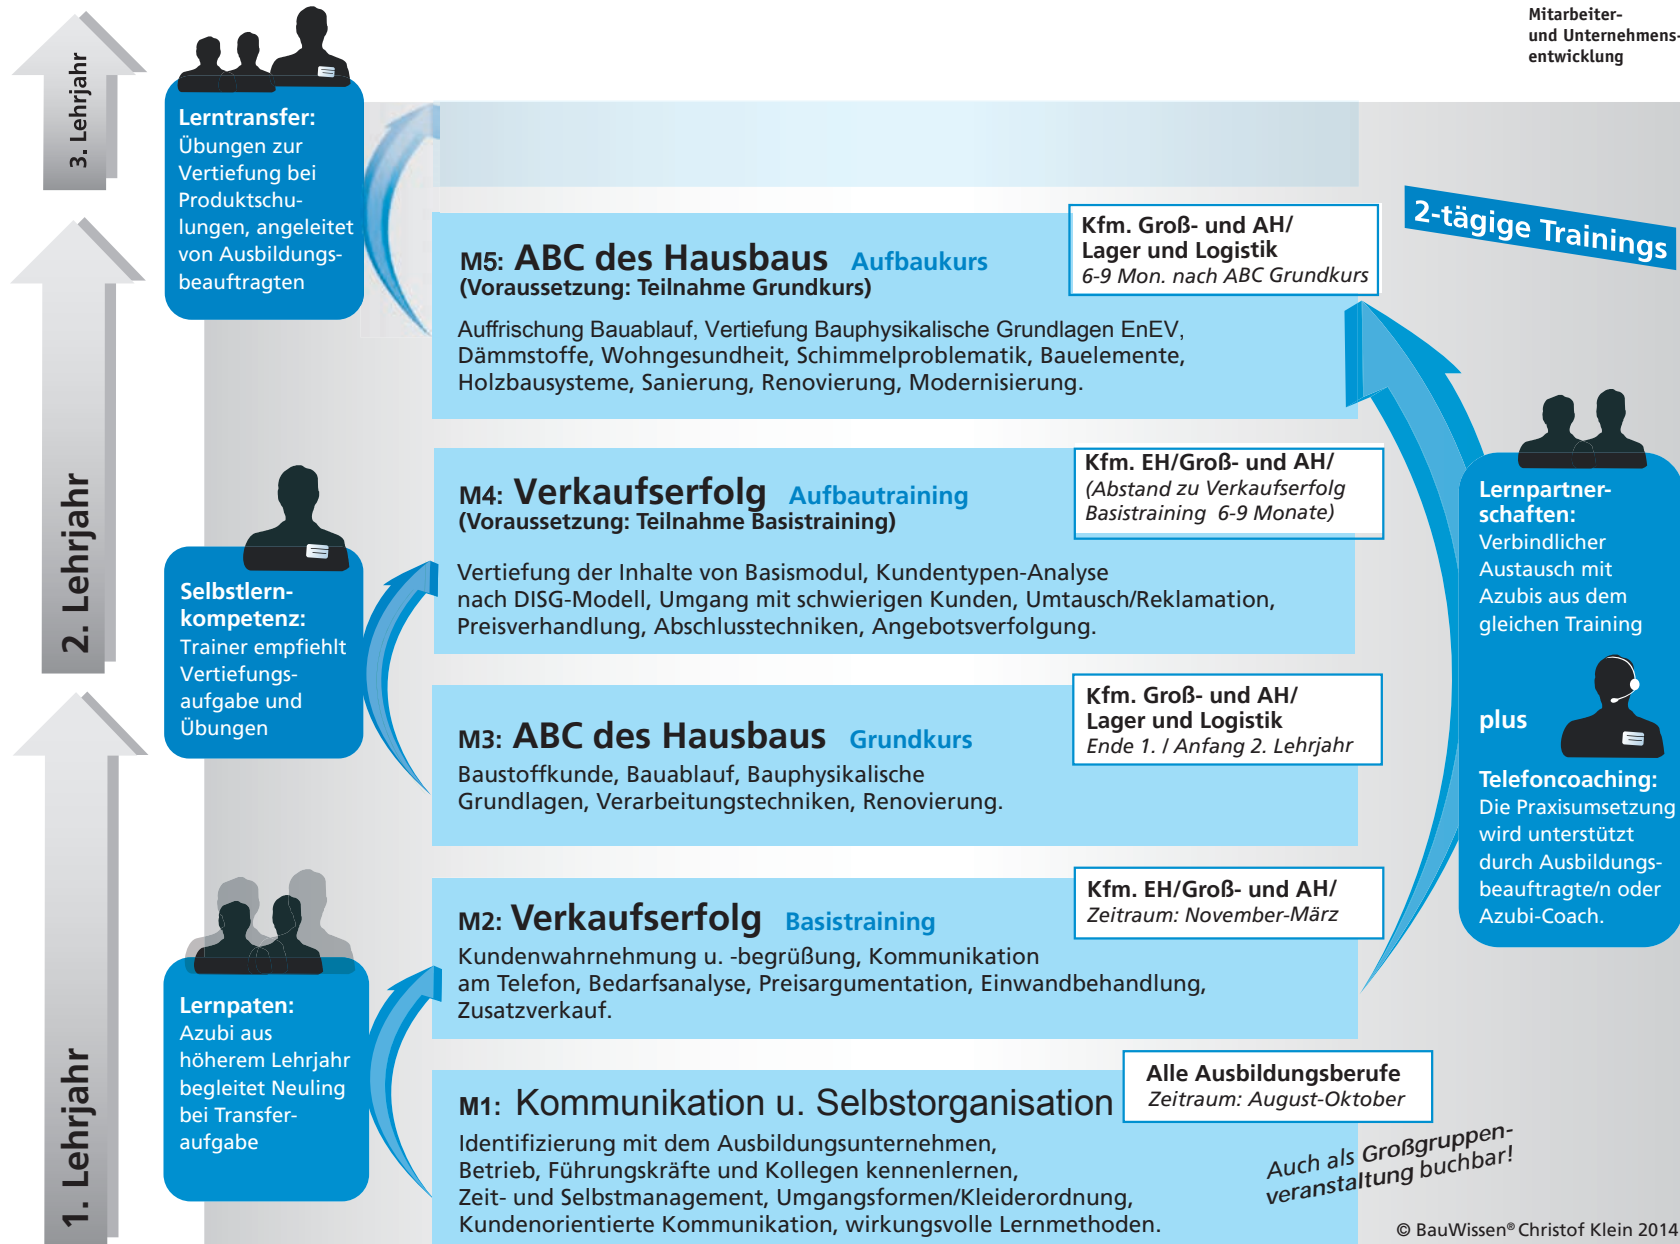 Mitarbeiter-
und Unternehmens-
entwicklung
3. Lehrjahr
Lerntransfer:
Übungen zur
Vertiefung bei
Produktschu-
lungen, angeleitet
von Ausbildungs-
beauftragten
2-tägige Trainings
Kfm. Groß- und AH/
Lager und Logistik
6-9 Mon. nach ABC Grundkurs
M5: ABC des Hausbaus Aufbaukurs
(Voraussetzung: Teilnahme Grundkurs)
Auffrischung Bauablauf, Vertiefung Bauphysikalische Grundlagen EnEV,
Dämmstoffe, Wohngesundheit, Schimmelproblematik, Bauelemente,
Holzbausysteme, Sanierung, Renovierung, Modernisierung.
2. Lehrjahr
Kfm. EH/Groß- und AH/
(Abstand zu Verkaufserfolg
Basistraining 6-9 Monate)
M4: Verkaufserfolg Aufbautraining
(Voraussetzung: Teilnahme Basistraining)
Vertiefung der Inhalte von Basismodul, Kundentypen-Analyse
nach DISG-Modell, Umgang mit schwierigen Kunden, Umtausch/Reklamation,
Preisverhandlung, Abschlusstechniken, Angebotsverfolgung.
Selbstlern-
kompetenz:
Trainer empfiehlt
Vertiefungs-
aufgabe und
Übungen
Lernpartner-
schaften:
Verbindlicher
Austausch mit
Azubis aus dem
gleichen Training
plus
Telefoncoaching:
Die Praxisumsetzung
wird unterstützt
durch Ausbildungs-
beauftragte/n oder
Azubi-Coach.
Kfm. Groß- und AH/
Lager und Logistik
Ende 1. / Anfang 2. Lehrjahr
M3: ABC des Hausbaus Grundkurs
Baustoffkunde, Bauablauf, Bauphysikalische
Grundlagen, Verarbeitungstechniken, Renovierung.
1. Lehrjahr
Kfm. EH/Groß- und AH/
Zeitraum: November-März
M2: Verkaufserfolg Basistraining
Kundenwahrnehmung u. -begrüßung, Kommunikation
am Telefon, Bedarfsanalyse, Preisargumentation, Einwandbehandlung,
Zusatzverkauf.
Lernpaten:
Azubi aus
höherem Lehrjahr
begleitet Neuling
bei Transfer-
aufgabe
Alle Ausbildungsberufe
Zeitraum: August-Oktober
M1: Kommunikation u. Selbstorganisation
Identifizierung mit dem Ausbildungsunternehmen,
Betrieb, Führungskräfte und Kollegen kennenlernen,
Zeit- und Selbstmanagement, Umgangsformen/Kleiderordnung,
Kundenorientierte Kommunikation, wirkungsvolle Lernmethoden.
Auch als Großgruppen-
veranstaltung buchbar!
© BauWissen® Christof Klein 2014